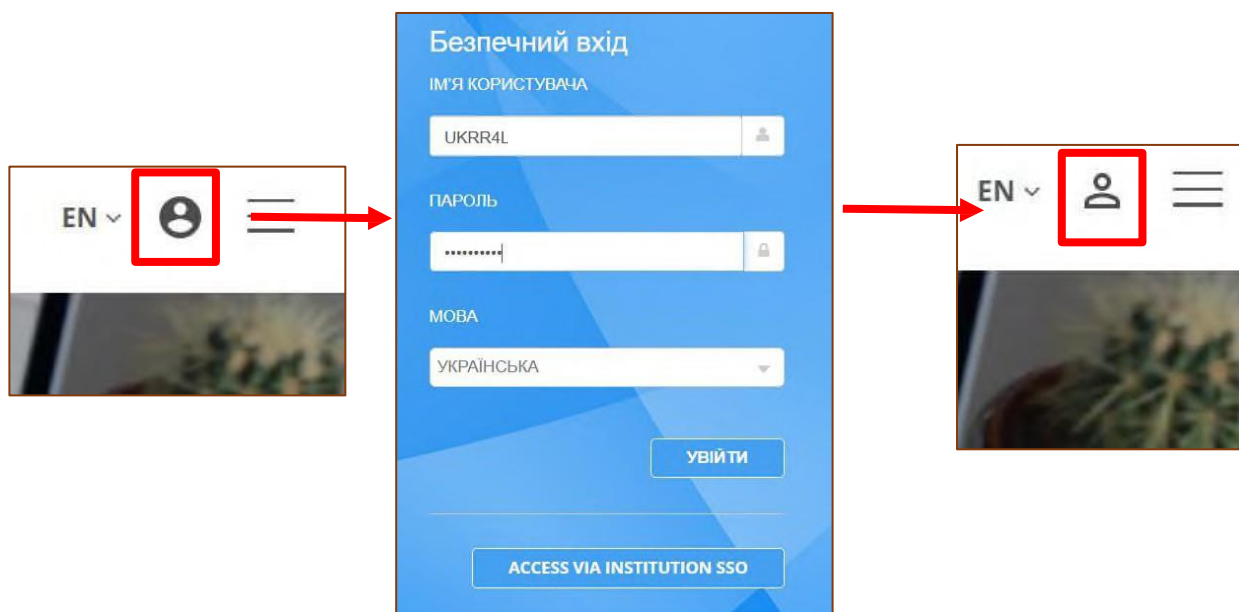 EN
Безпечний вхід
ІМ'Я КОРИСТУВАЧА
UKRR4L
ПАРОЛЬ
••••••••••
МОВА
УКРАЇНСЬКА
УВІЙТИ
ACCESS VIA INSTITUTION SSO
EN